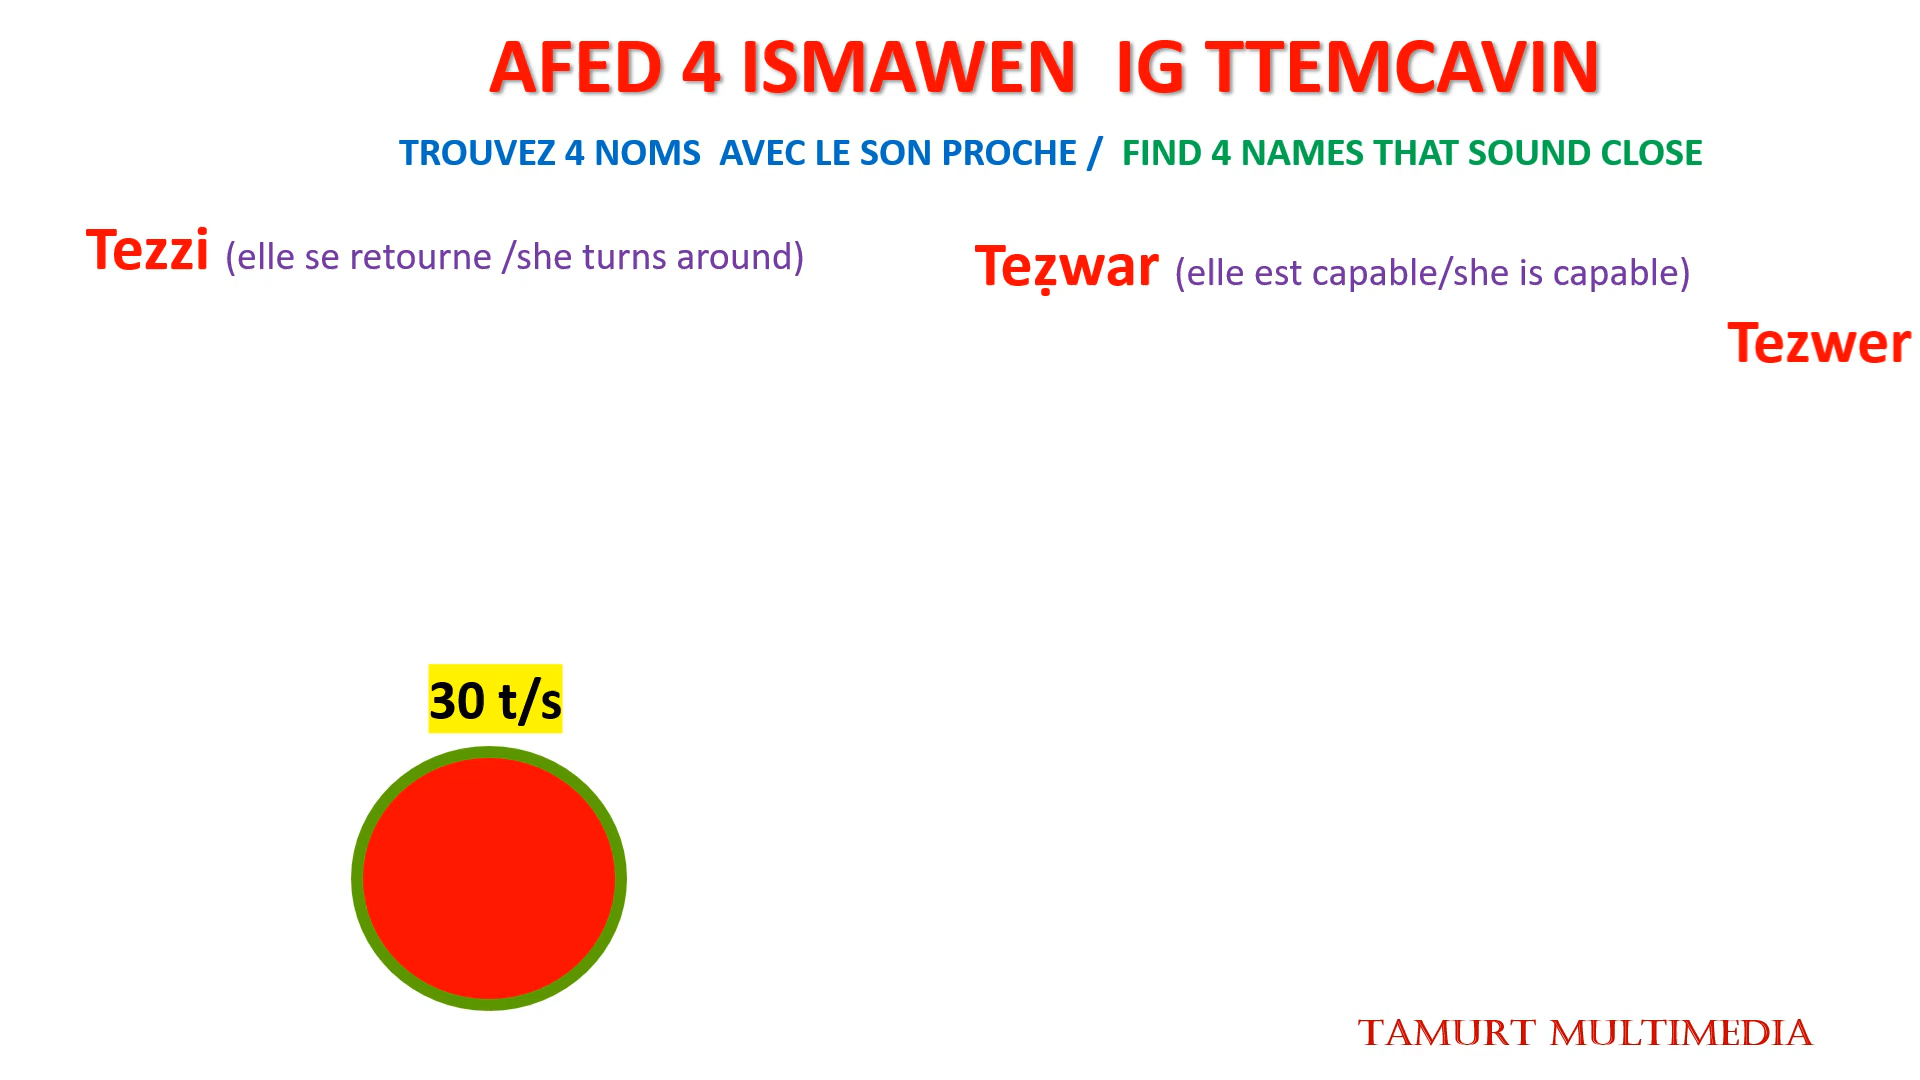 AFED 4 ISMAWEN IG TTEMCAVIN
TROUVEZ 4 NOMS AVEC LE SON PROCHE / FIND 4 NAMES THAT SOUND CLOSE
Tezzi (elle se retourne /she turns around)
Teẓwar (elle est capable/she is capable)
Tezwer
30 t/s
TAMURT MULTIMEDIA